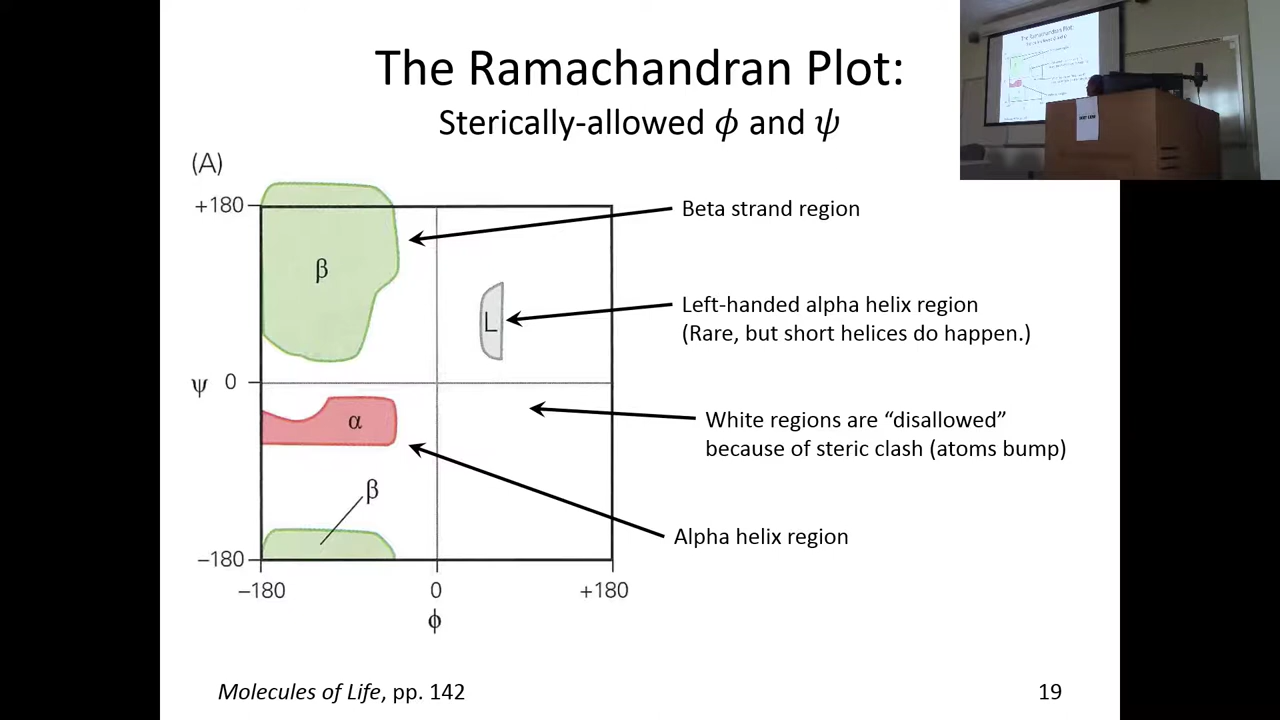 The Ramachandran Plot:
Sterically-allowed ϕ and ψ
(A)
+180
β
Beta strand region
L
Left-handed alpha helix region
(Rare, but short helices do happen.)
ψ 0
α
White regions are “disallowed”
because of steric clash (atoms bump)
β
Alpha helix region
−180
−180 0 +180
ϕ
Molecules of Life, pp. 142
19